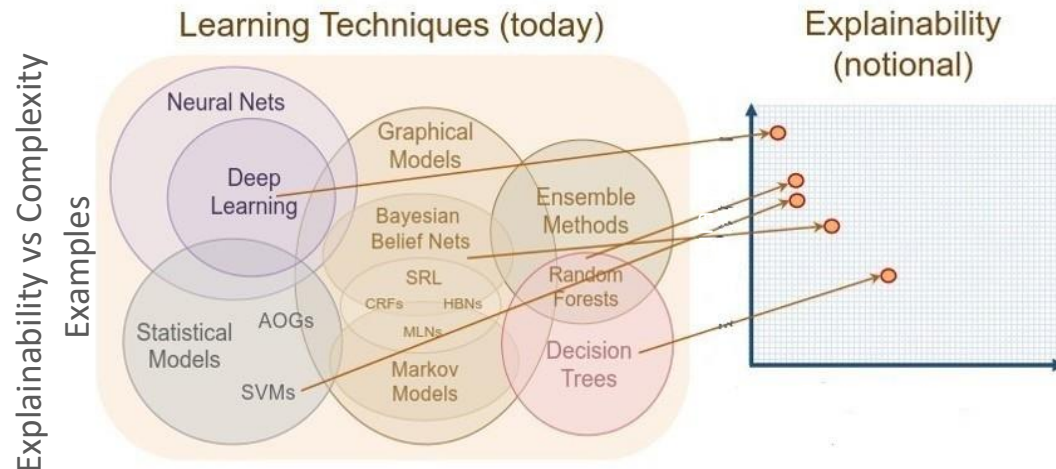 Explainability vs Complexity
Examples
Learning Techniques (today)
Neural Nets
Deep
Learning
Graphical
Models
Bayesian
Belief Nets
SRL
CRFs
HBNs
MLNs
Markov
Models
Ensemble
Methods
Random
Forests
Decision
Trees
Statistical
Models
AOGs
SVMs
Explainability
(notional)